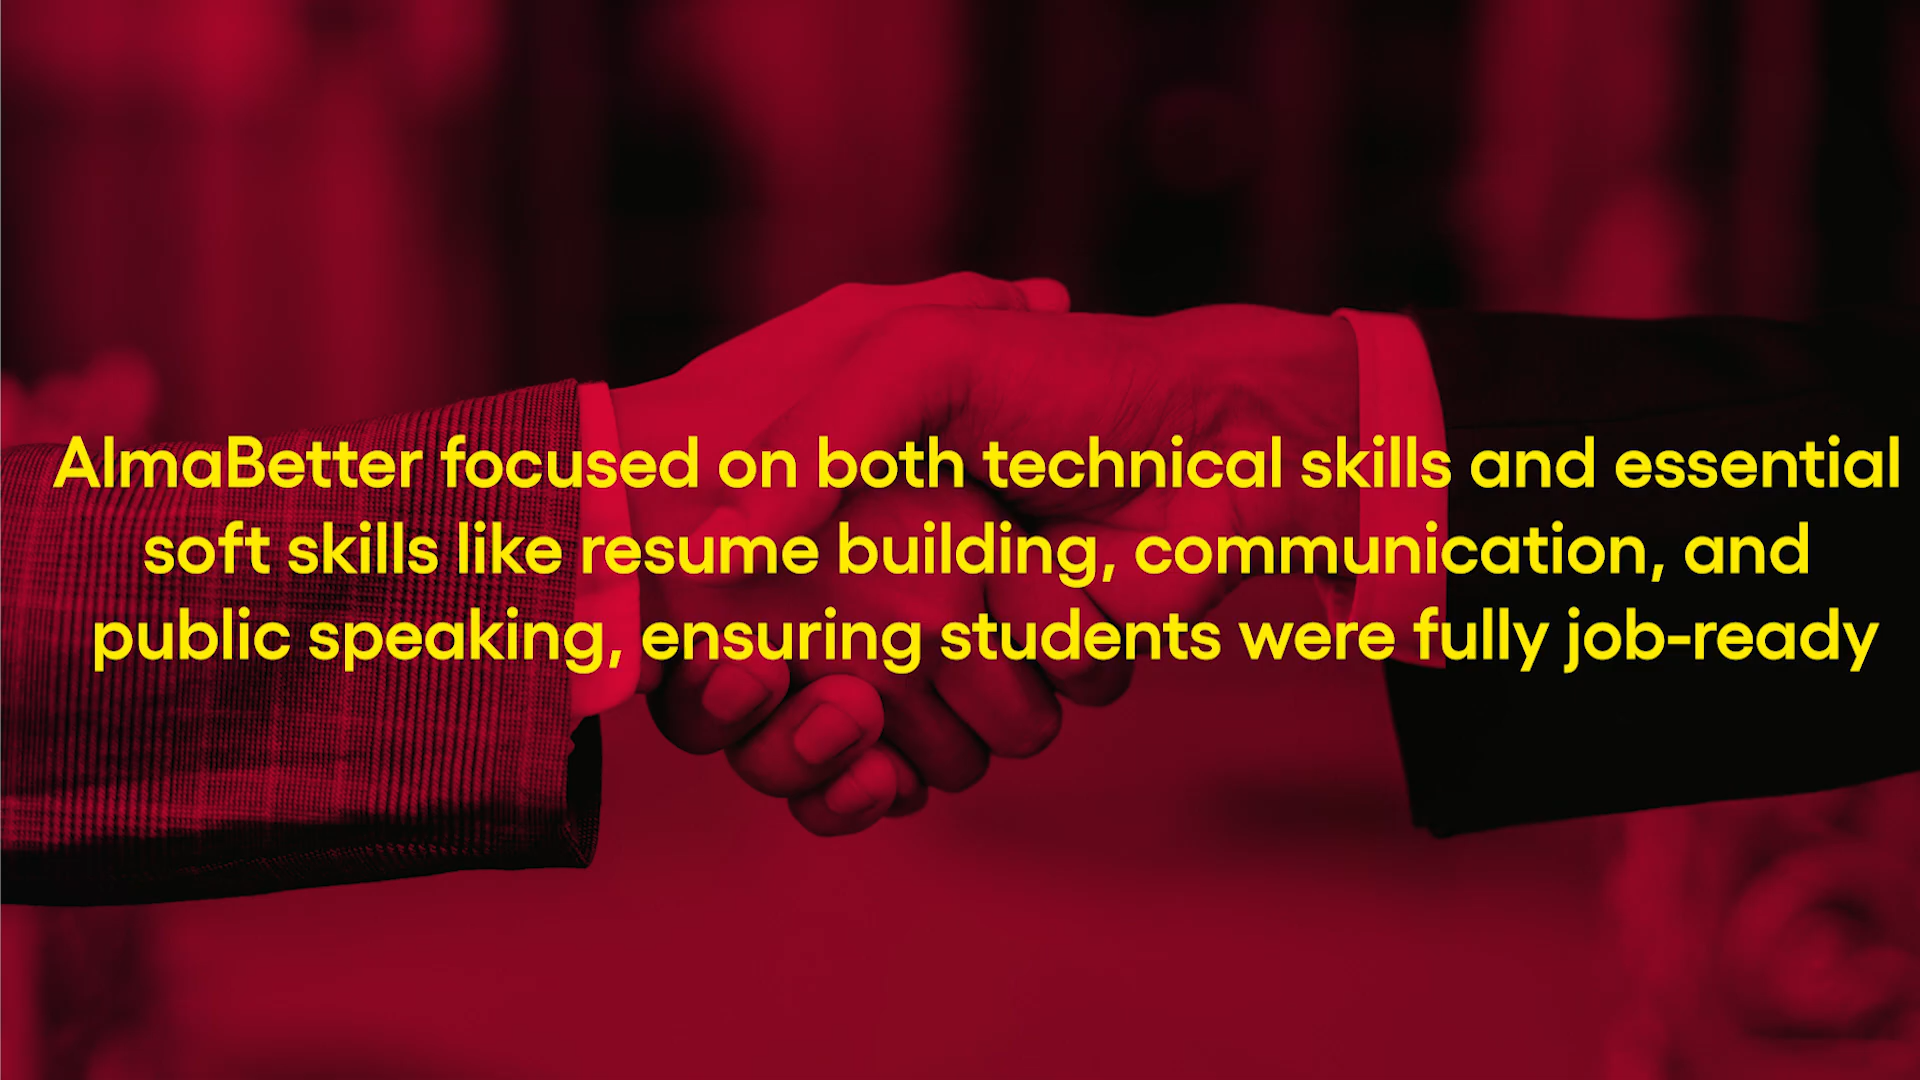 AlmaBetter focused on both technical skills and essential
soft skills like resume building, communication, and
public speaking, ensuring students were fully job-ready